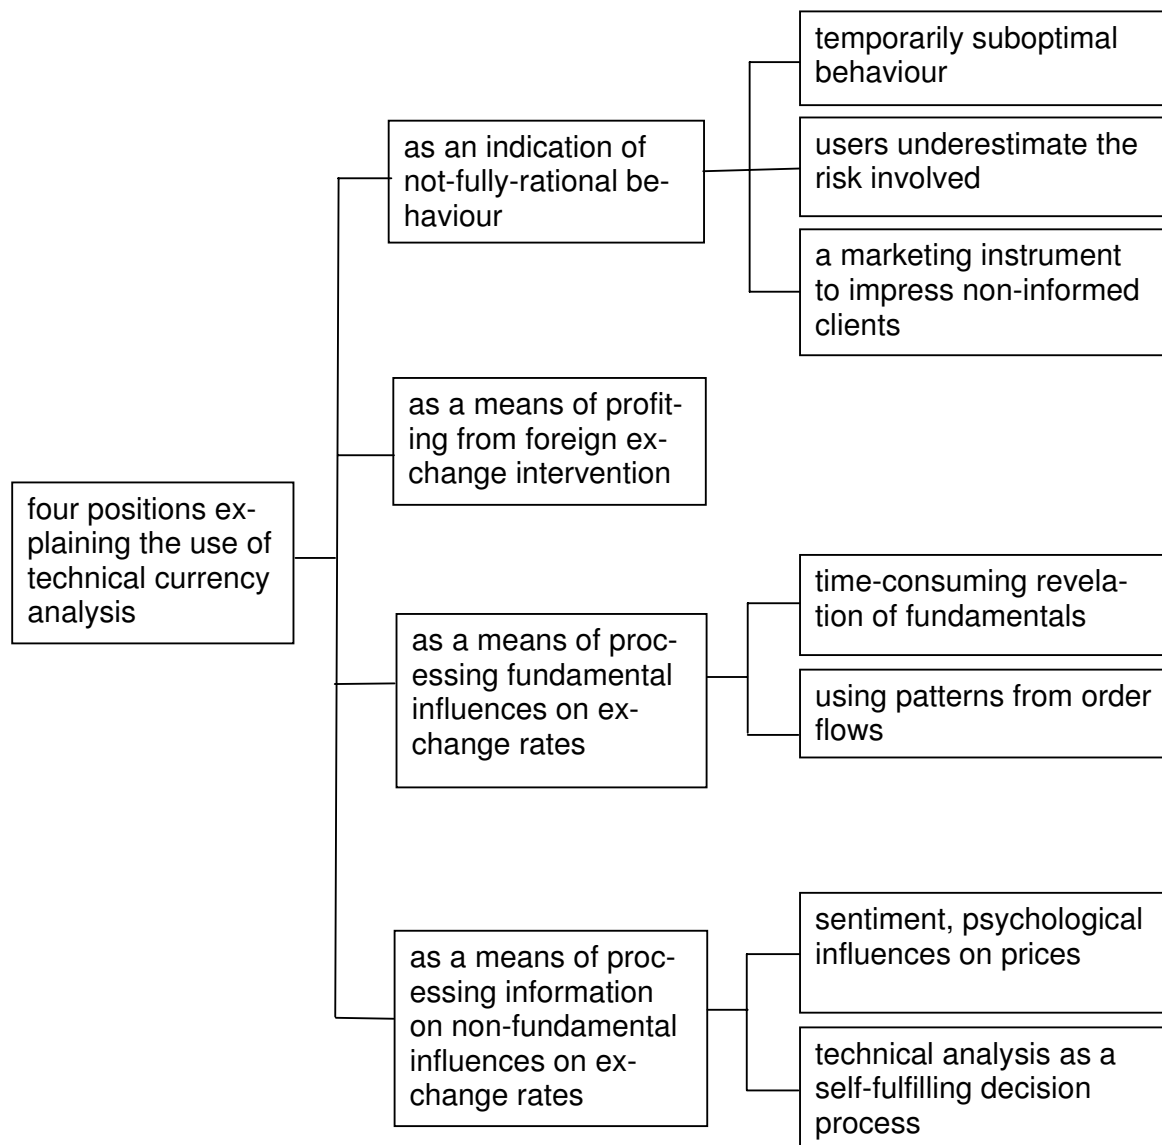 four positions ex-
plaining the use of
technical currency
analysis
as an indication of
not-fully-rational be-
haviour
temporarily suboptimal
behaviour
users underestimate the
risk involved
a marketing instrument
to impress non-informed
clients
as a means of profit-
ing from foreign ex-
change intervention
as a means of proc-
essing fundamental
influences on ex-
change rates
time-consuming revela-
tion of fundamentals
using patterns from order
flows
as a means of proc-
essing information
on non-fundamental
influences on ex-
change rates
sentiment, psychological
influences on prices
technical analysis as a
self-fulfilling decision
process